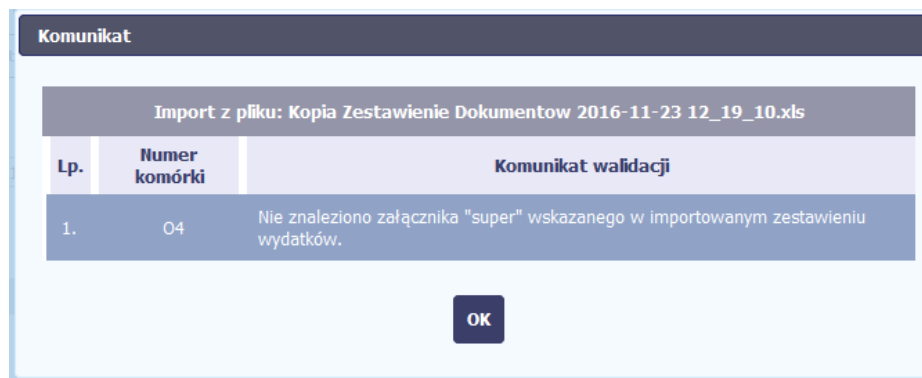 Komunikat
Import z pliku: Kopia Zestawienie Dokumentow 2016-11-23 12_19_10.xls
Lp.
Numer
komórki
Komunikat walidacji
1.
O4
Nie znaleziono załącznika "super" wskazanego w importowanym zestawieniu
wydatków.
OK